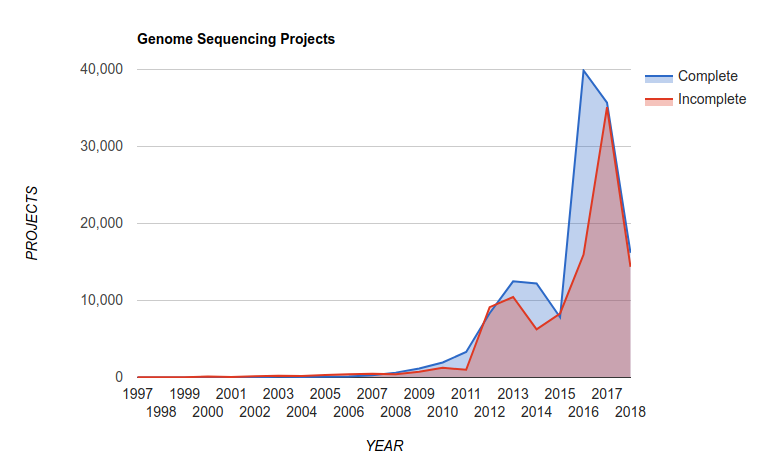 Genome Sequencing Projects
40,000
30,000
20,000
10,000
0
PROJECTS
Complete
Incomplete
1997 1999 2001 2003 2005 2007 2009 2011 2013 2015 2017
1998 2000 2002 2004 2006 2008 2010 2012 2014 2016 2018
YEAR